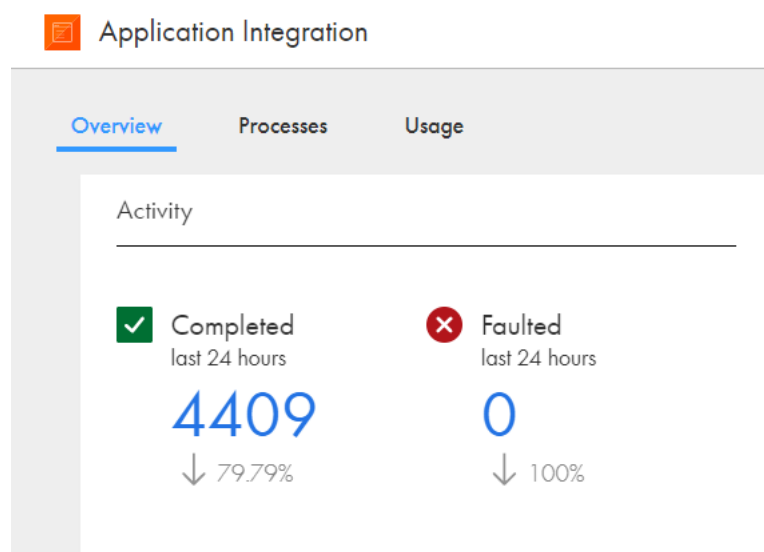 Application Integration
Overview Processes Usage
Activity
Completed
last 24 hours
4409
↓ 79.79%
Faulted
last 24 hours
0
↓ 100%